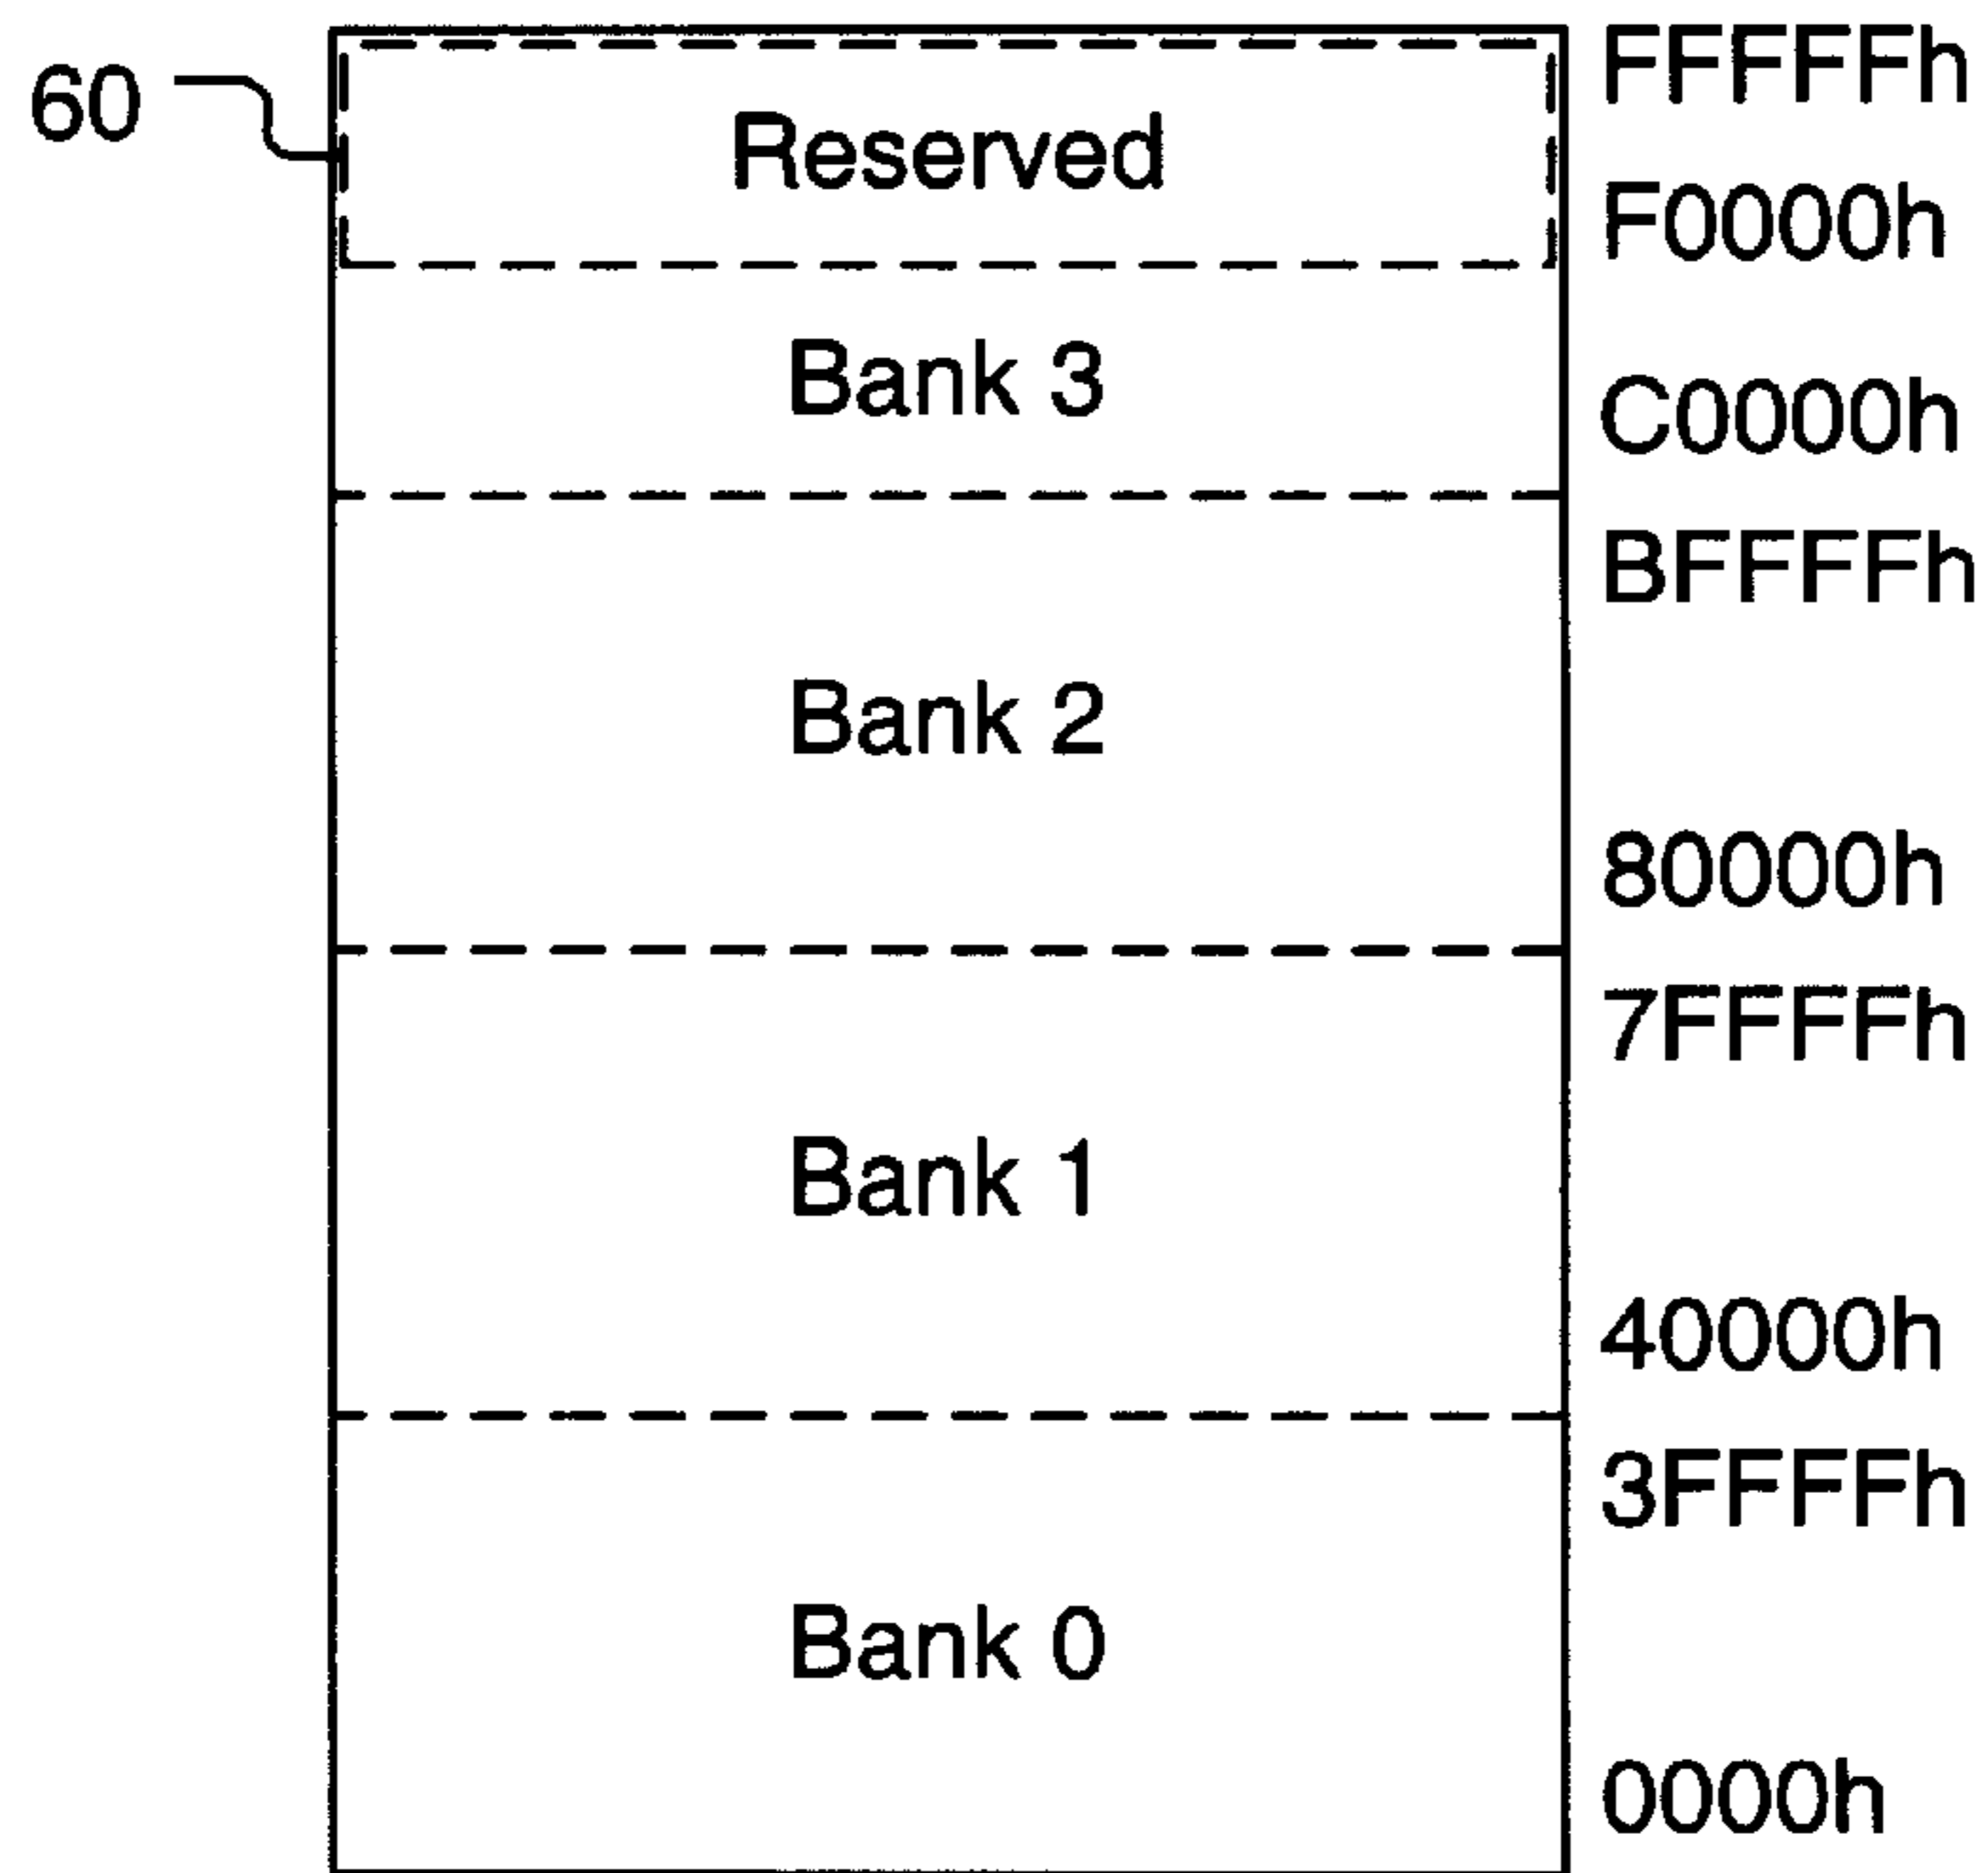 FFFFFh
60
Reserved
F0000h
Bank 3
C0000h
BFFFFh
Bank 2
80000h
7FFFFh
Bank 1
40000h
3FFFFh
Bank 0
0000h